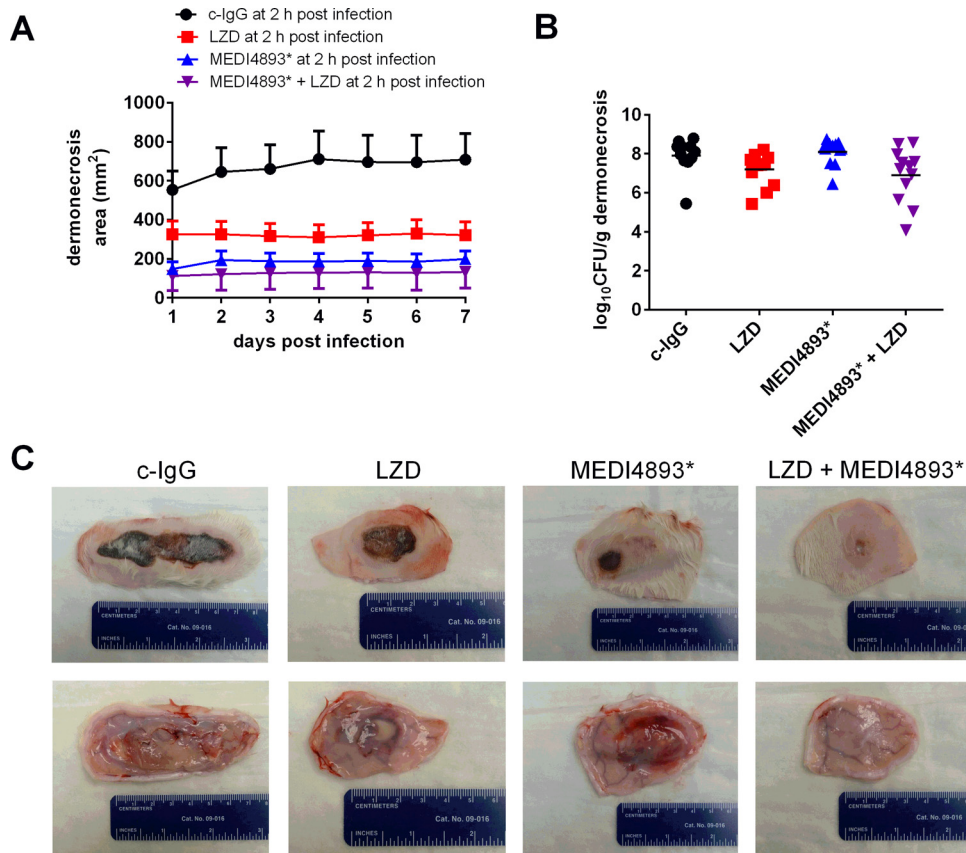 A
c-IgG at 2 h post infection
LZD at 2 h post infection
MEDI4893* at 2 h post infection
MEDI4893* + LZD at 2 h post infection
dermonecrosis
area (mm²)
1000
800
600
400
200
0
1 2 3 4 5 6 7
days post infection
B
log₁₀CFU/g dermonecrosis
10
8
6
4
2
0
c-IgG
LZD
MEDI4893*
MEDI4893* + LZD
C
c-IgG LZD MEDI4893* LZD + MEDI4893*
CENTIMETERS
Cat. No. 09-016
INCHES
CENTIMETERS
Cat. No. 09-016
INCHES
CENTIMETERS
Cat. No. 09-016
INCHES
CENTIMETERS
Cat. No. 09-016
INCHES
CENTIMETERS
Cat. No. 09-016
INCHES
CENTIMETERS
Cat. No. 09-016
INCHES
CENTIMETERS
Cat. No. 09-016
INCHES
CENTIMETERS
Cat. No. 09-016
INCHES